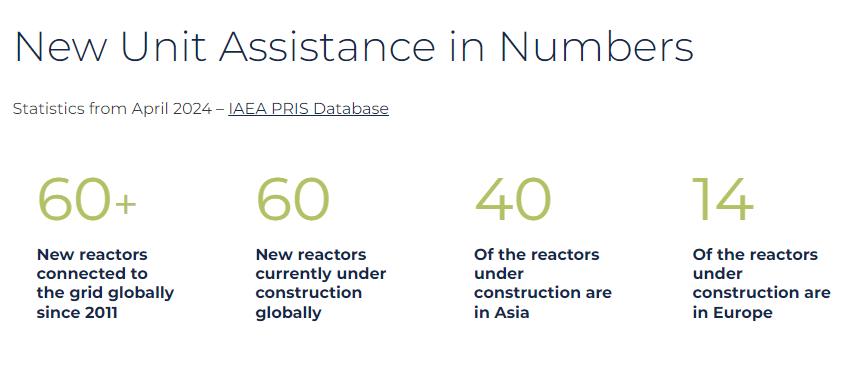 New Unit Assistance in Numbers
Statistics from April 2024 – IAEA PRIS Database
60+
New reactors
connected to
the grid globally
since 2011
60
New reactors
currently under
construction
globally
40
Of the reactors
under
construction are
in Asia
14
Of the reactors
under
construction are
in Europe